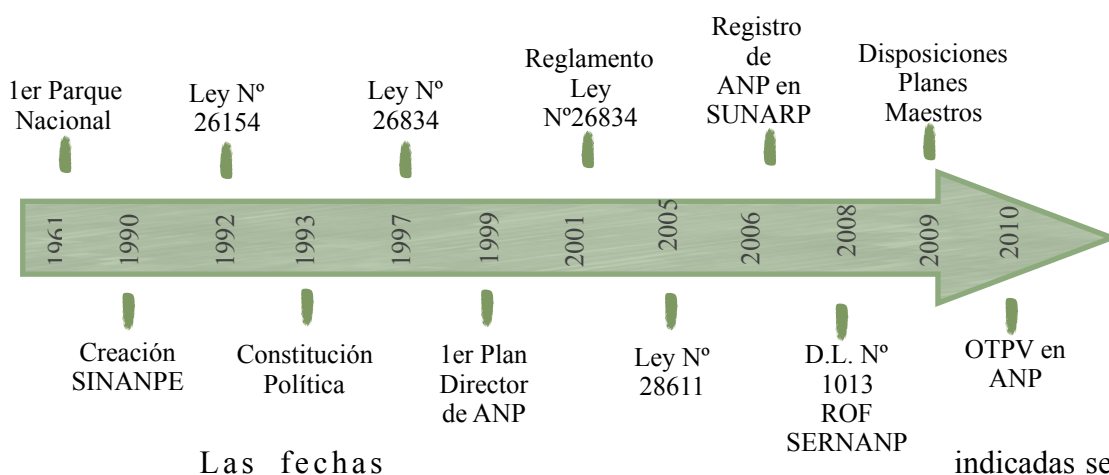 1er Parque
Nacional
Ley Nº
26154
Ley Nº
26834
Reglamento
Ley
Nº26834
Registro
de
ANP en
SUNARP
Disposiciones
Planes
Maestros
1961
1990
1992
1993
1997
1999
2001
2005
2006
2008
2009
2010
Creación
SINANPE
Constitución
Política
1er Plan
Director
de ANP
Ley Nº
28611
D.L. Nº
1013
ROF
SERNANP
OTPV en
ANP
Las fechas indicadas se